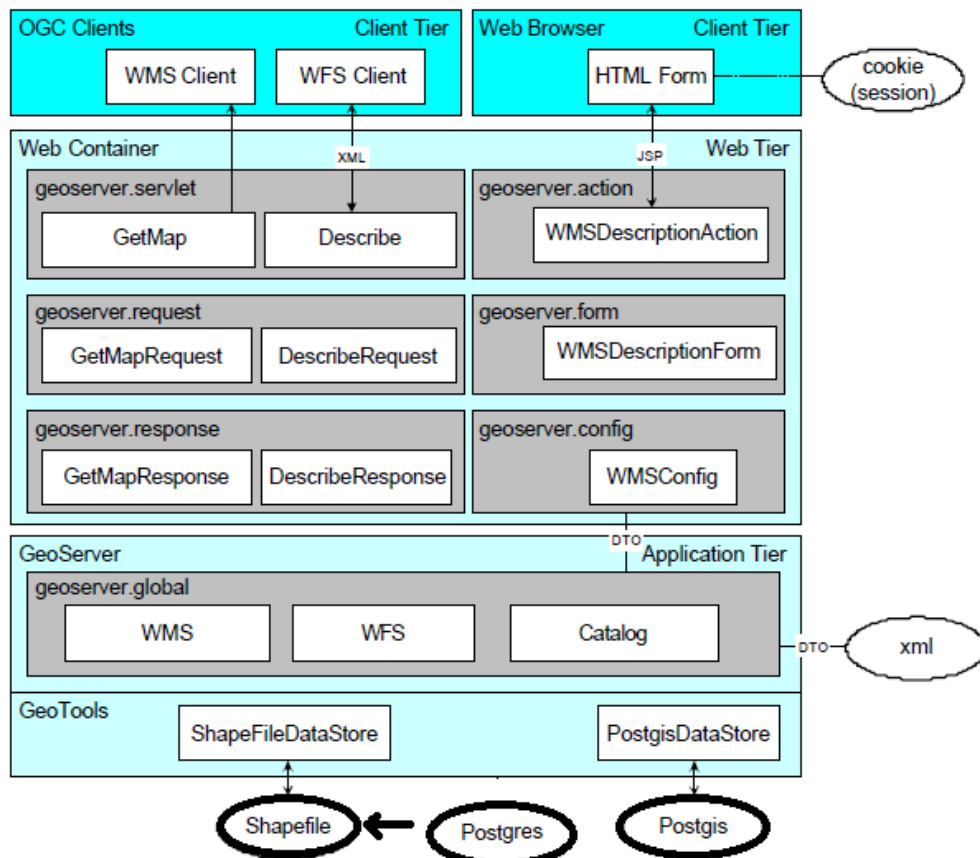 OGC Clients
Client Tier
Web Browser
Client Tier
WMS Client
WFS Client
HTML Form
cookie
(session)
Web Container
XML
JSP
Web Tier
geoserver.servlet
geoserver.action
GetMap
Describe
WMSDescriptionAction
geoserver.request
geoserver.form
GetMapRequest
DescribeRequest
WMSDescriptionForm
geoserver.response
geoserver.config
GetMapResponse
DescribeResponse
WMSConfig
DTO
GeoServer
Application Tier
geoserver.global
WMS
WFS
Catalog
DTO
xml
GeoTools
ShapeFileDataStore
PostgisDataStore
Shapefile
Postgres
Postgis